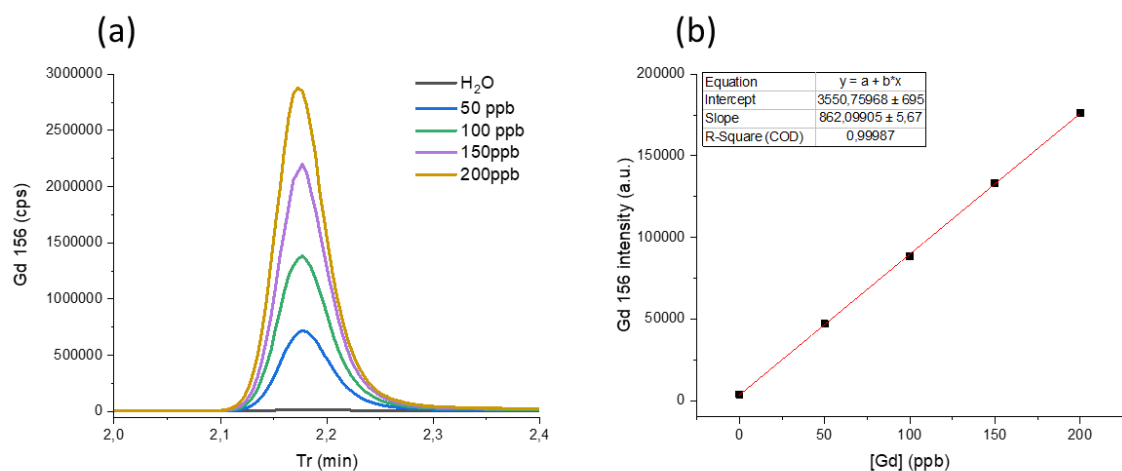 (a)
Gd 156 (cps)
3000000
2500000
2000000
1500000
1000000
500000
0
2,0
2,1
2,2
2,3
2,4
Tr (min)
H₂O
50 ppb
100 ppb
150ppb
200ppb
(b)
Gd 156 intensity (a.u.)
200000
150000
100000
50000
0
0
50
100
150
200
[Gd] (ppb)
Equation y = a + b*x
Intercept 3550,75968 ± 695
Slope 862,09905 ± 5,67
R-Square (COD) 0,99987